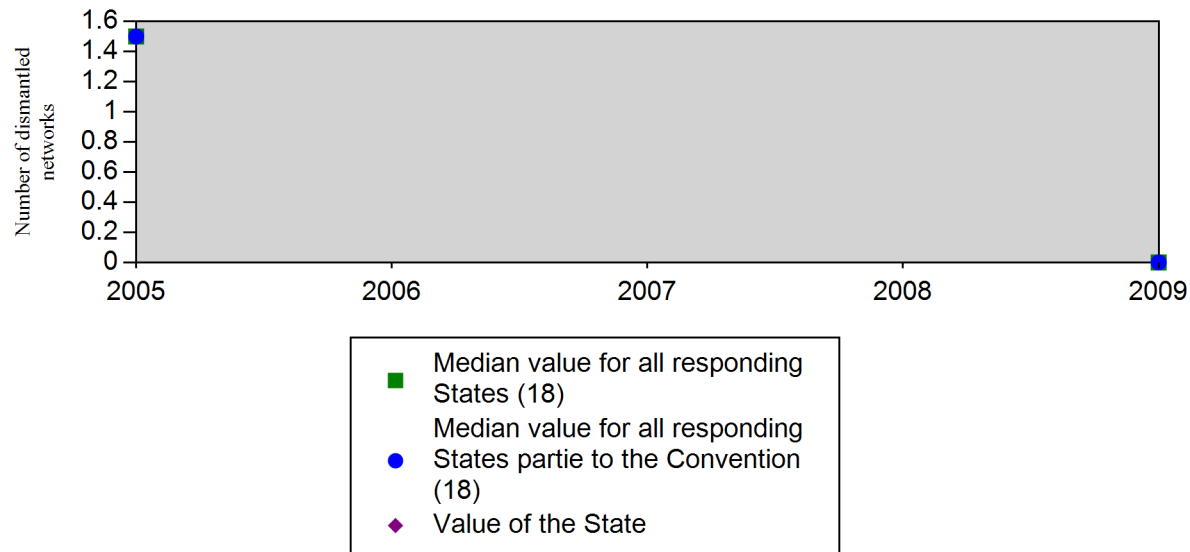 Number of dismantled
networks
1.6
1.4
1.2
1
0.8
0.6
0.4
0.2
0
2005 2006 2007 2008 2009
Median value for all responding
States (18)
Median value for all responding
States partie to the Convention
(18)
Value of the State